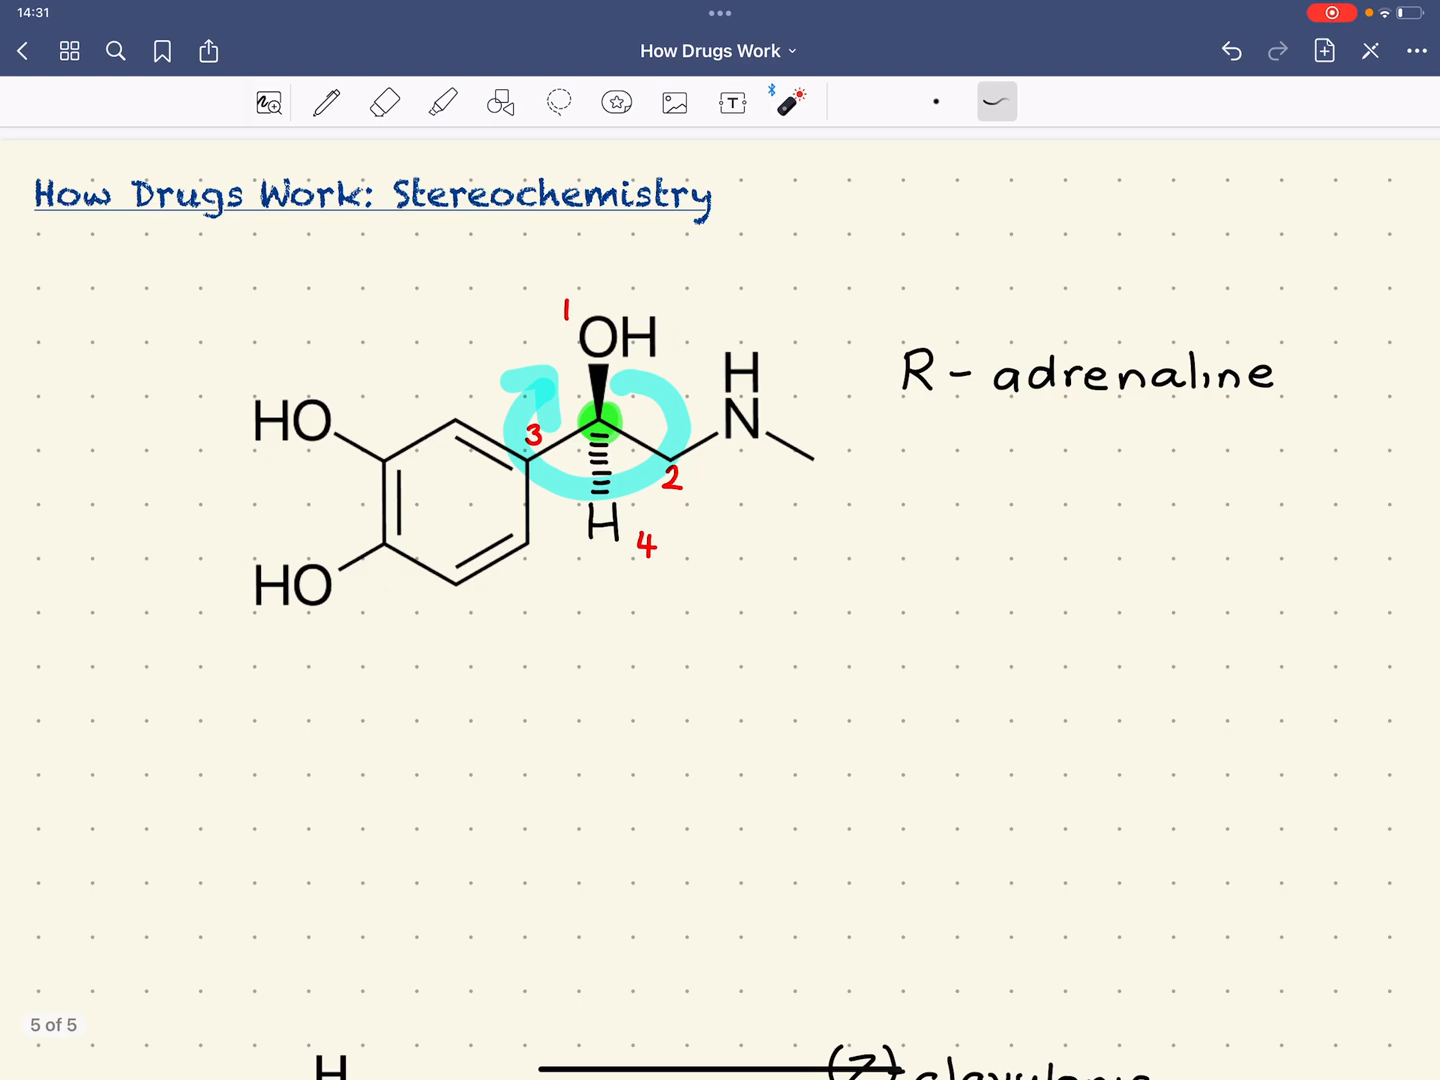 14:31
How Drugs Work
T
How Drugs Work: Stereochemistry
1
OH
H
N
R - adrenaline
HO
3
2
H
4
HO
5 of 5
H
(Z)